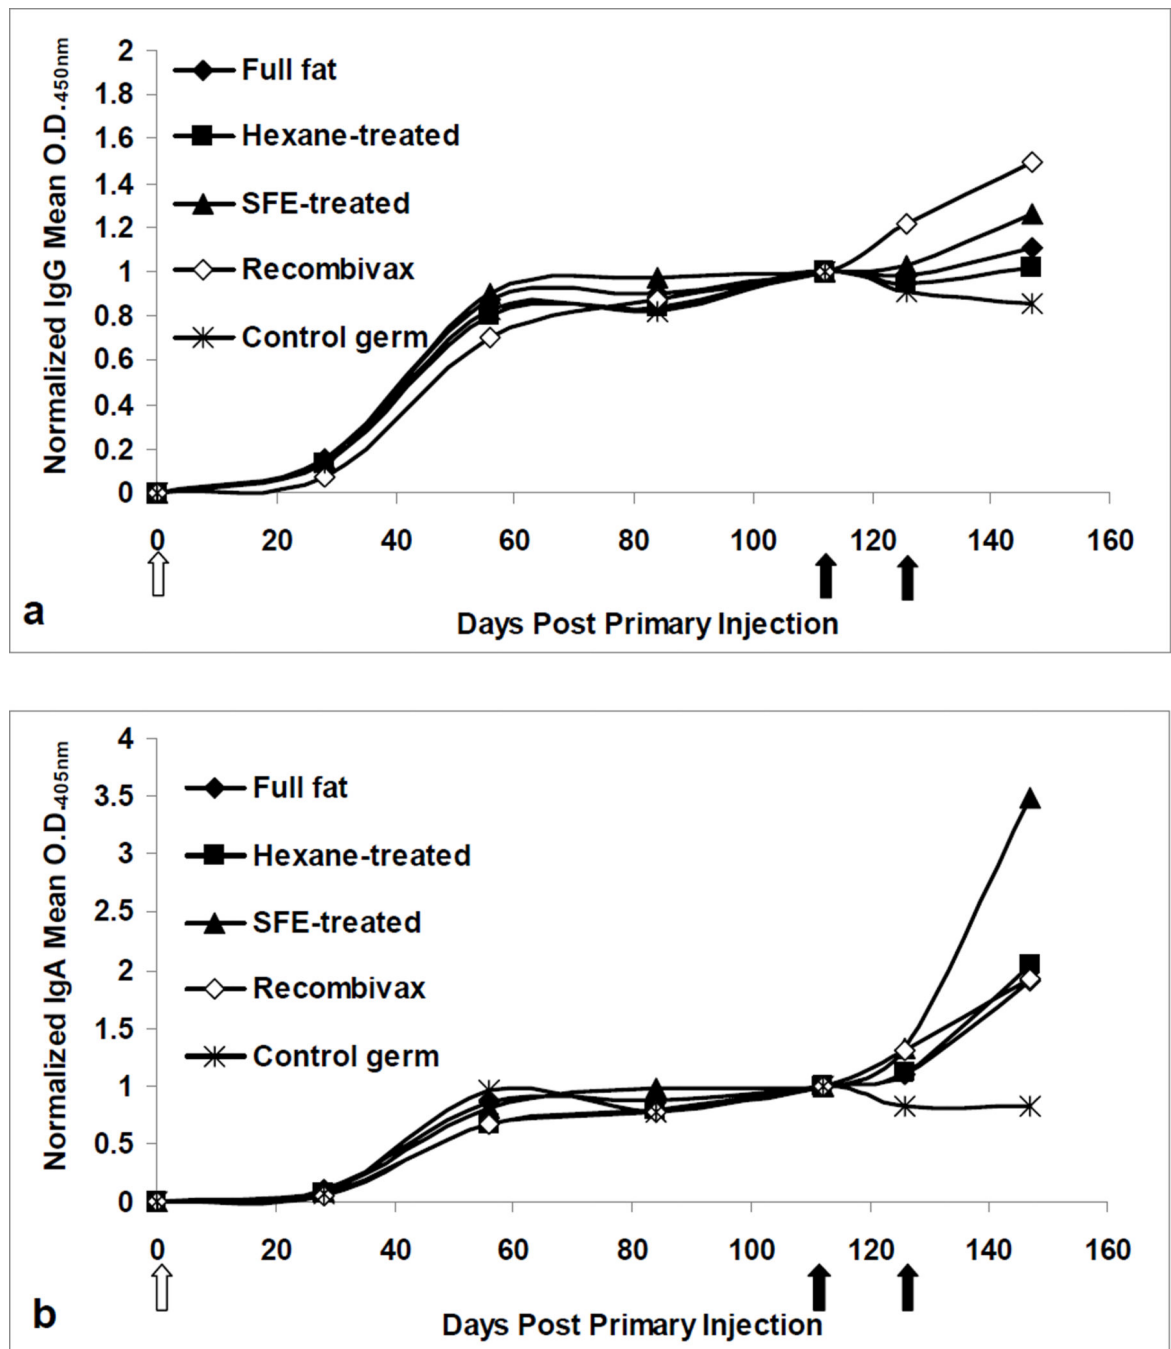 Normalized IgG Mean O.D.450nm
2
1.8
1.6
1.4
1.2
1
0.8
0.6
0.4
0.2
0
Full fat
Hexane-treated
SFE-treated
Recombivax
Control germ
0 20 40 60 80 100 120 140 160
a
Days Post Primary Injection
Normalized IgA Mean O.D.405nm
4
3.5
3
2.5
2
1.5
1
0.5
0
Full fat
Hexane-treated
SFE-treated
Recombivax
Control germ
0 20 40 60 80 100 120 140 160
b
Days Post Primary Injection